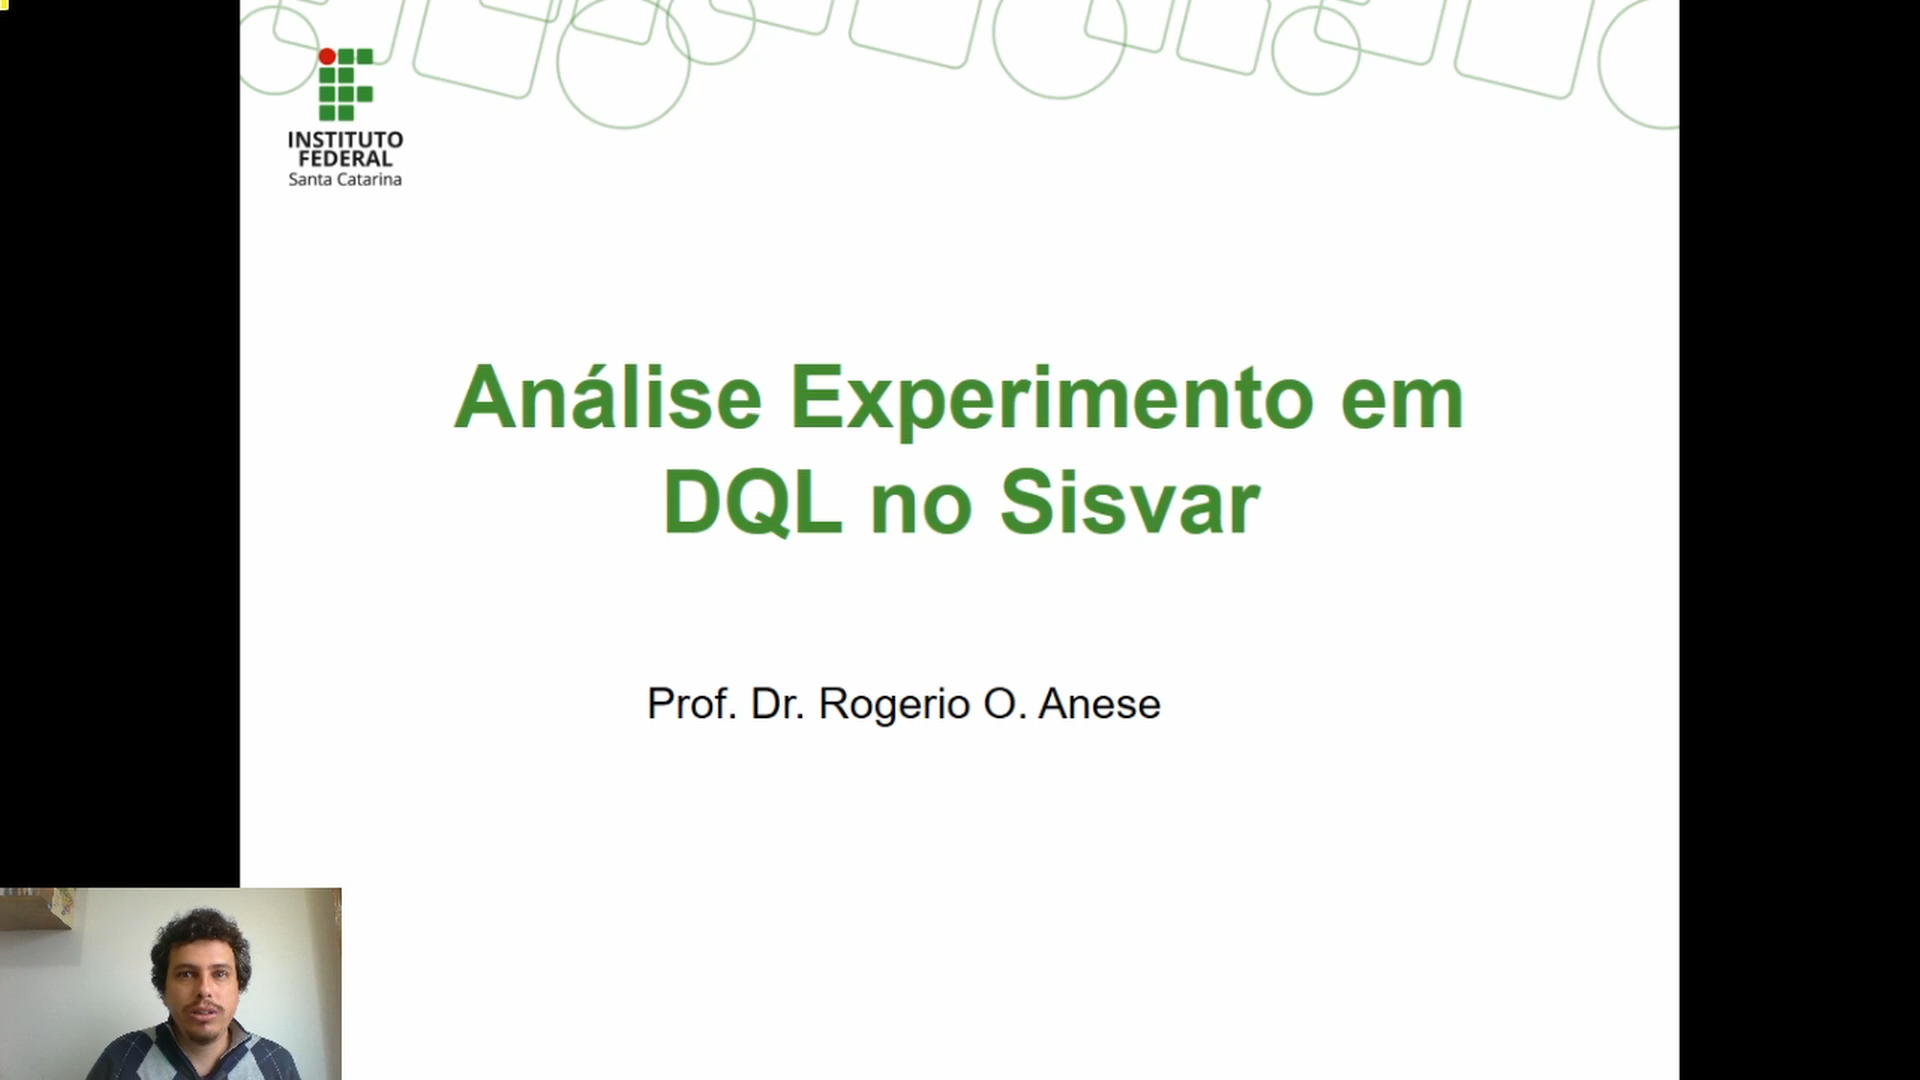 INSTITUTO
FEDERAL
Santa Catarina
Análise Experimento em
DQL no Sisvar
Prof. Dr. Rogerio O. Anese